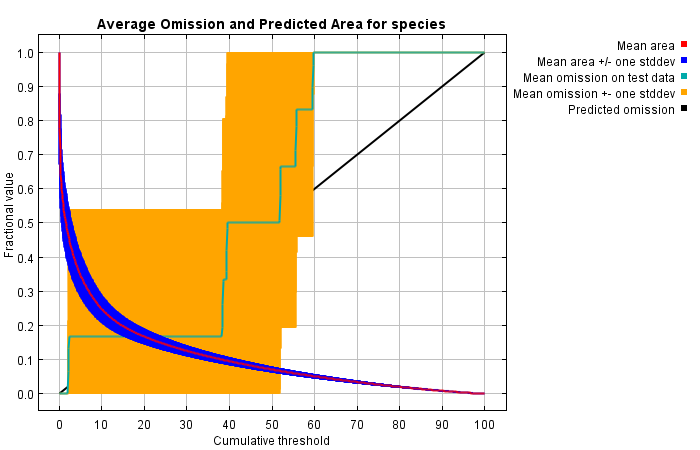 Average Omission and Predicted Area for species
Mean area
Mean area +/- one stddev
Mean omission on test data
Mean omission +- one stddev
Predicted omission
Fractional value
1.0
0.9
0.8
0.7
0.6
0.5
0.4
0.3
0.2
0.1
0.0
0 10 20 30 40 50 60 70 80 90 100
Cumulative threshold